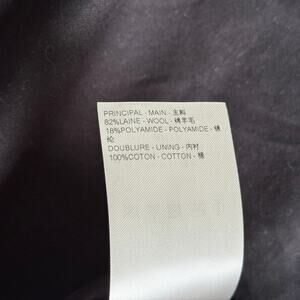 PRINCIPAL - MAIN - 主料
82%LAINE - WOOL - 绵羊毛
18%POLYAMIDE - POLYAMIDE - 锦
纶
DOUBLURE - LINING - 内衬
100%COTON - COTTON - 棉